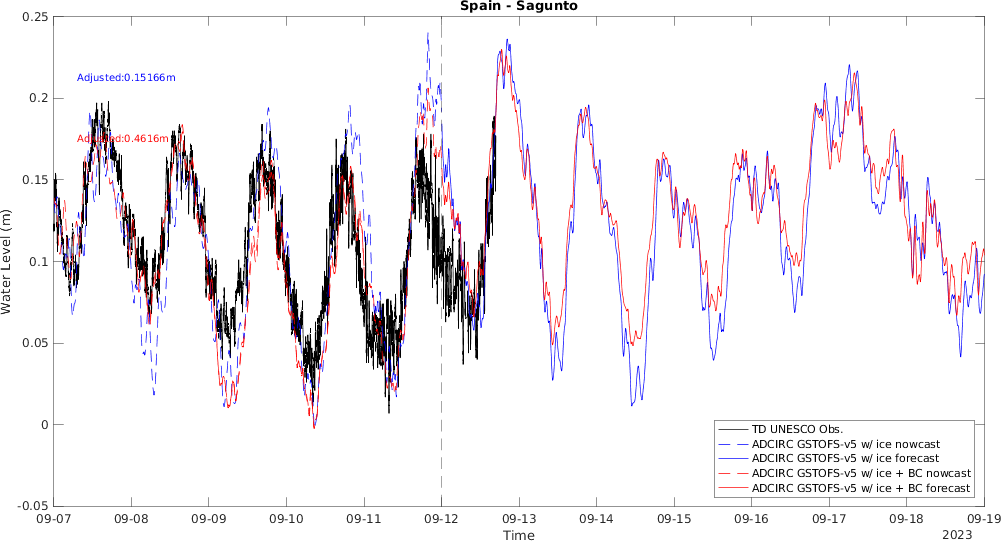 Spain - Sagunto
0.25
0.2
0.15
0.1
0.05
0
-0.05
Water Level (m)
Adjusted:0.15166m
Adjusted:0.4616m
TD UNESCO Obs.
ADCIRC GSTOFS-v5 w/ ice nowcast
ADCIRC GSTOFS-v5 w/ ice forecast
ADCIRC GSTOFS-v5 w/ ice + BC nowcast
ADCIRC GSTOFS-v5 w/ ice + BC forecast
09-07 09-08 09-09 09-10 09-11 09-12 09-13 09-14 09-15 09-16 09-17 09-18 09-19
Time
2023